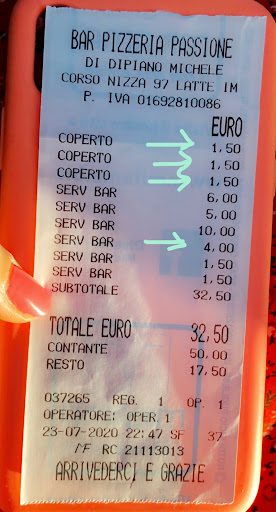 BAR PIZZERIA PASSIONE
DI DIPIANO MICHELE
CORSO NIZZA 97 LATTE IM
P. IVA 01692810086
EURO
COPERTO 1,50
COPERTO 1,50
COPERTO 1,50
SERV BAR 6,00
SERV BAR 5,00
SERV BAR 10,00
SERV BAR 4,00
SERV BAR 1,50
SERV BAR 1,50
SUBTOTALE 32,50
TOTALE EURO 32,50
CONTANTE 50,00
RESTO 17,50
037265 REG. 1 OP. 1
OPERATORE: OPER.1
23-07-2020 22:47 SF 37
RC 21113013
ARRIVEDERCI E GRAZIE